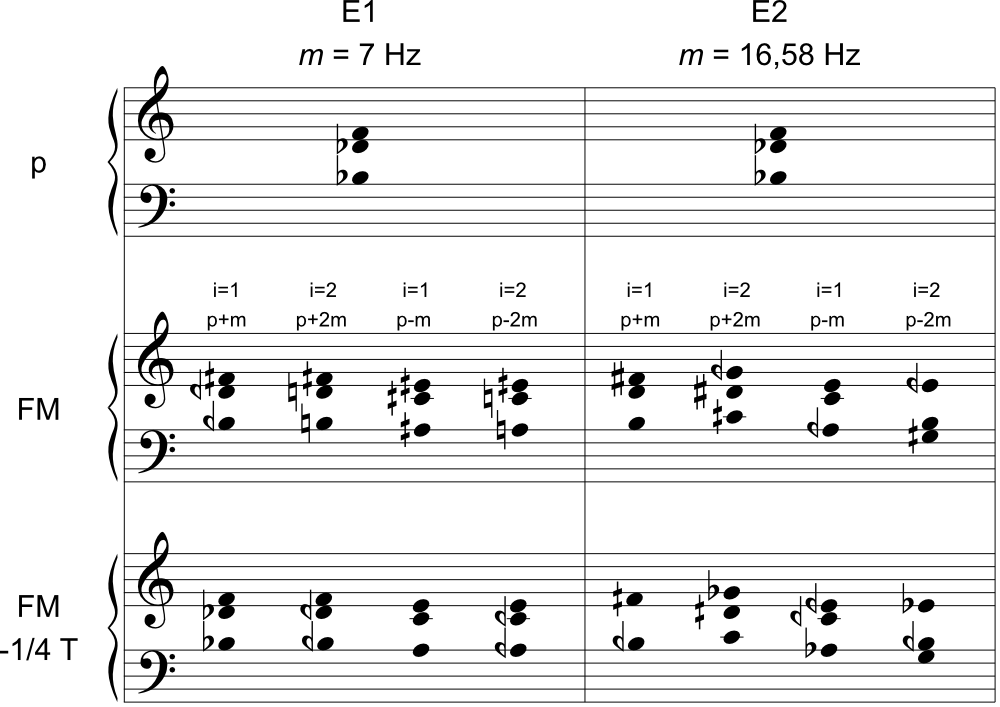 E1 E2
m = 7 Hz m = 16,58 Hz
p
i=1 i=2 i=1 i=2 i=1 i=2 i=1 i=2
p+m p+2m p-m p-2m p+m p+2m p-m p-2m
FM
FM
-1/4 T